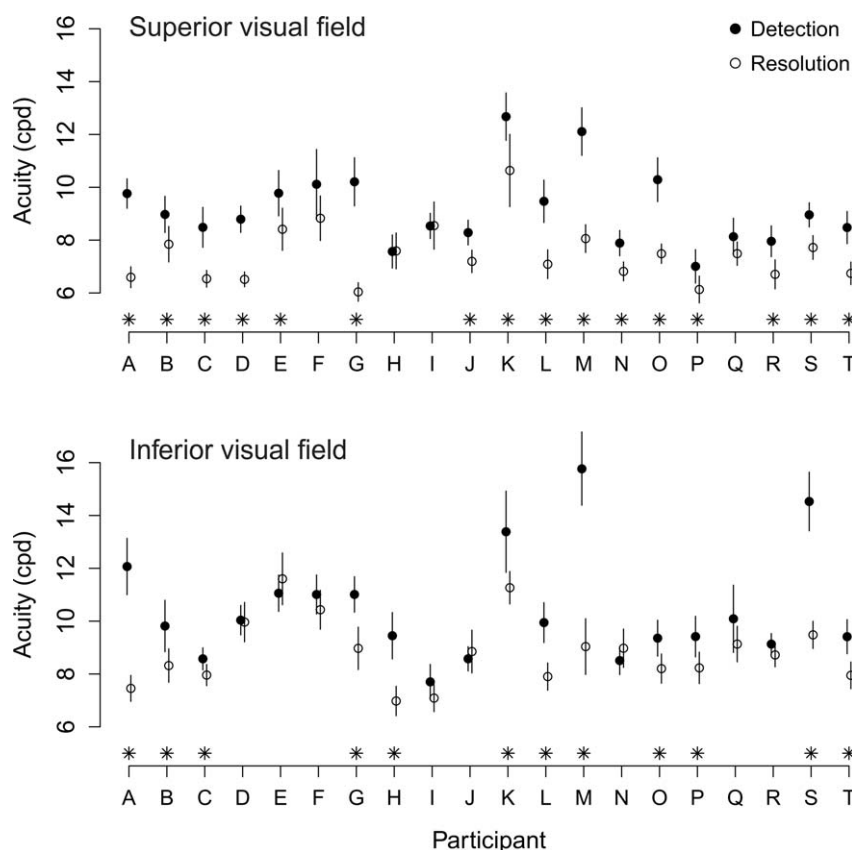 Superior visual field
Detection
Resolution
Acuity (cpd)
16
14
12
10
8
6
* * * * * * * * * * * * * * * * *
A B C D E F G H I J K L M N O P Q R S T
Inferior visual field
Acuity (cpd)
16
14
12
10
8
6
* * * * * * * * * * * *
A B C D E F G H I J K L M N O P Q R S T
Participant